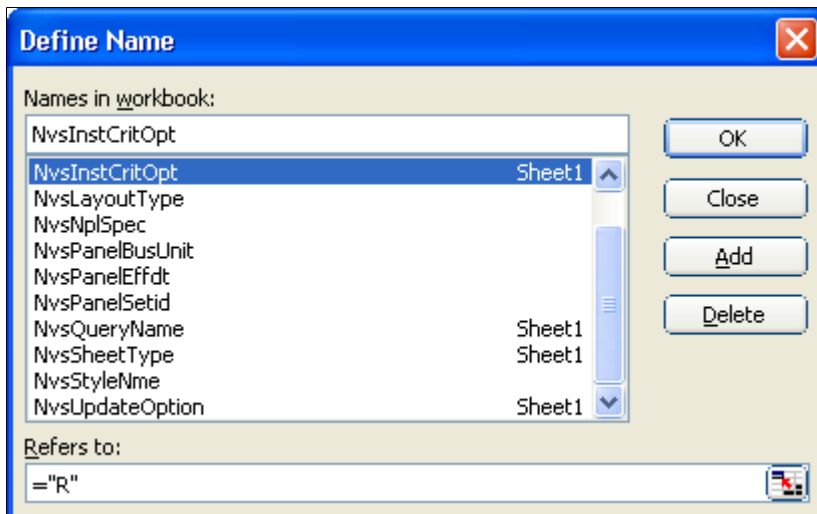 Define Name
Names in workbook:
NvsInstCritOpt
OK
NvsInstCritOpt Sheet1
NvsLayoutType
Close
NvsNplSpec
NvsPanelBusUnit
Add
NvsPanelEffdt
NvsPanelSetid
Delete
NvsQueryName Sheet1
NvsSheetType Sheet1
NvsStyleNme
NvsUpdateOption Sheet1
Refers to:
="R"